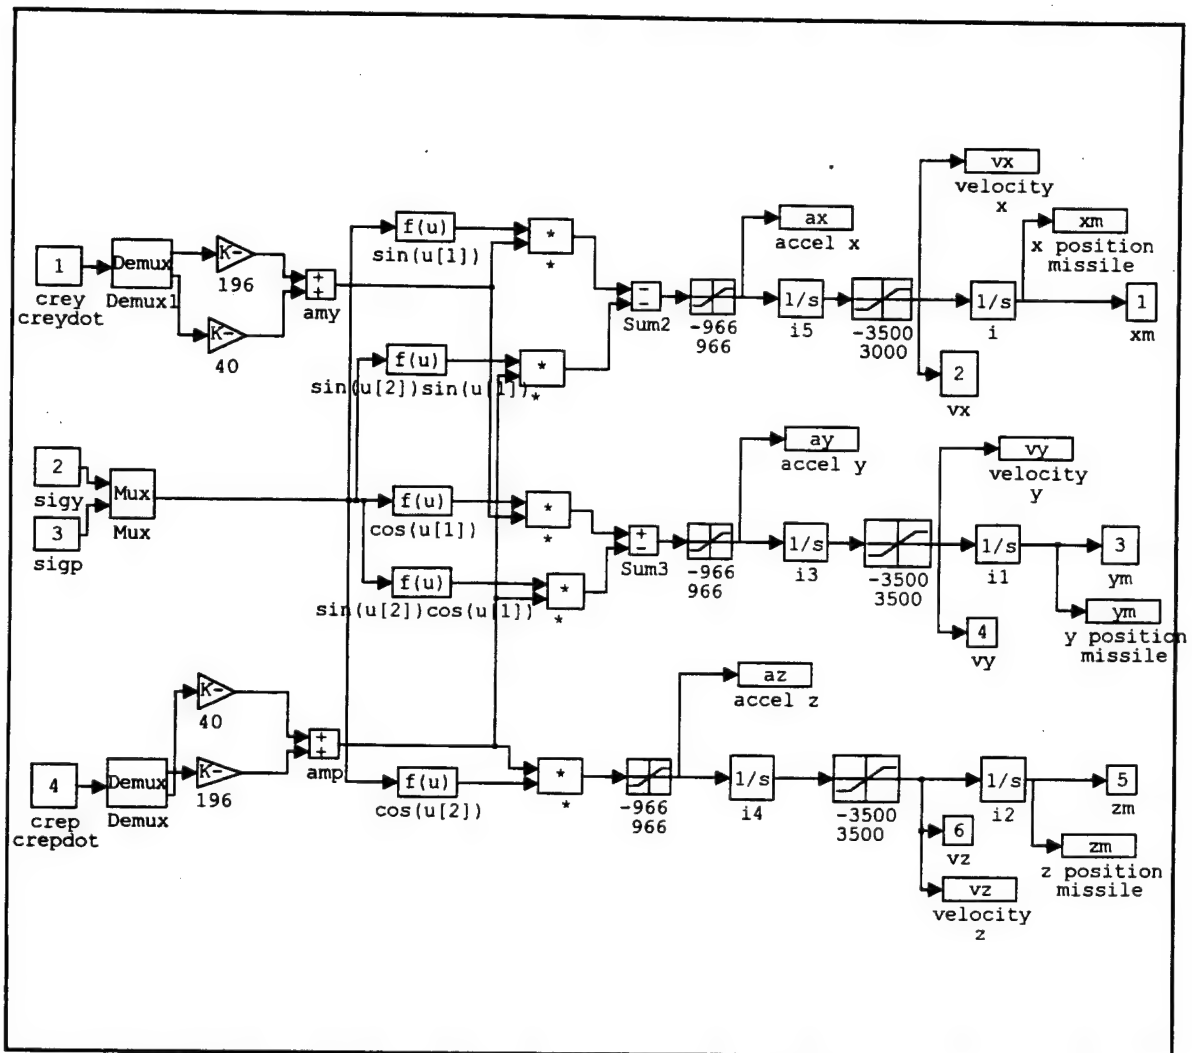 vx
velocity
x
ax
accel x
xm
x position
missile
f(u)
sin(u[1])
*
*
1
crey
creydot
Demux
Demux1
K-
196
K-
40
+
+
amy
-
-
Sum2
-966
966
1/s
i5
-3500
3000
1/s
i
1
xm
2
vx
f(u)
sin(u[2])sin(u[1])
*
*
ay
accel y
vy
velocity
y
2
sigy
3
sigp
Mux
Mux
f(u)
cos(u[1])
*
*
+
-
Sum3
-966
966
1/s
i3
-3500
3500
1/s
i1
3
ym
ym
y position
missile
4
vy
f(u)
sin(u[2])cos(u[1])
*
*
az
accel z
K-
40
K-
196
+
+
amp
4
crep
crepdot
Demux
Demux
f(u)
cos(u[2])
*
*
-966
966
1/s
i4
-3500
3500
1/s
i2
5
zm
6
vz
zm
z position
missile
vz
velocity
z